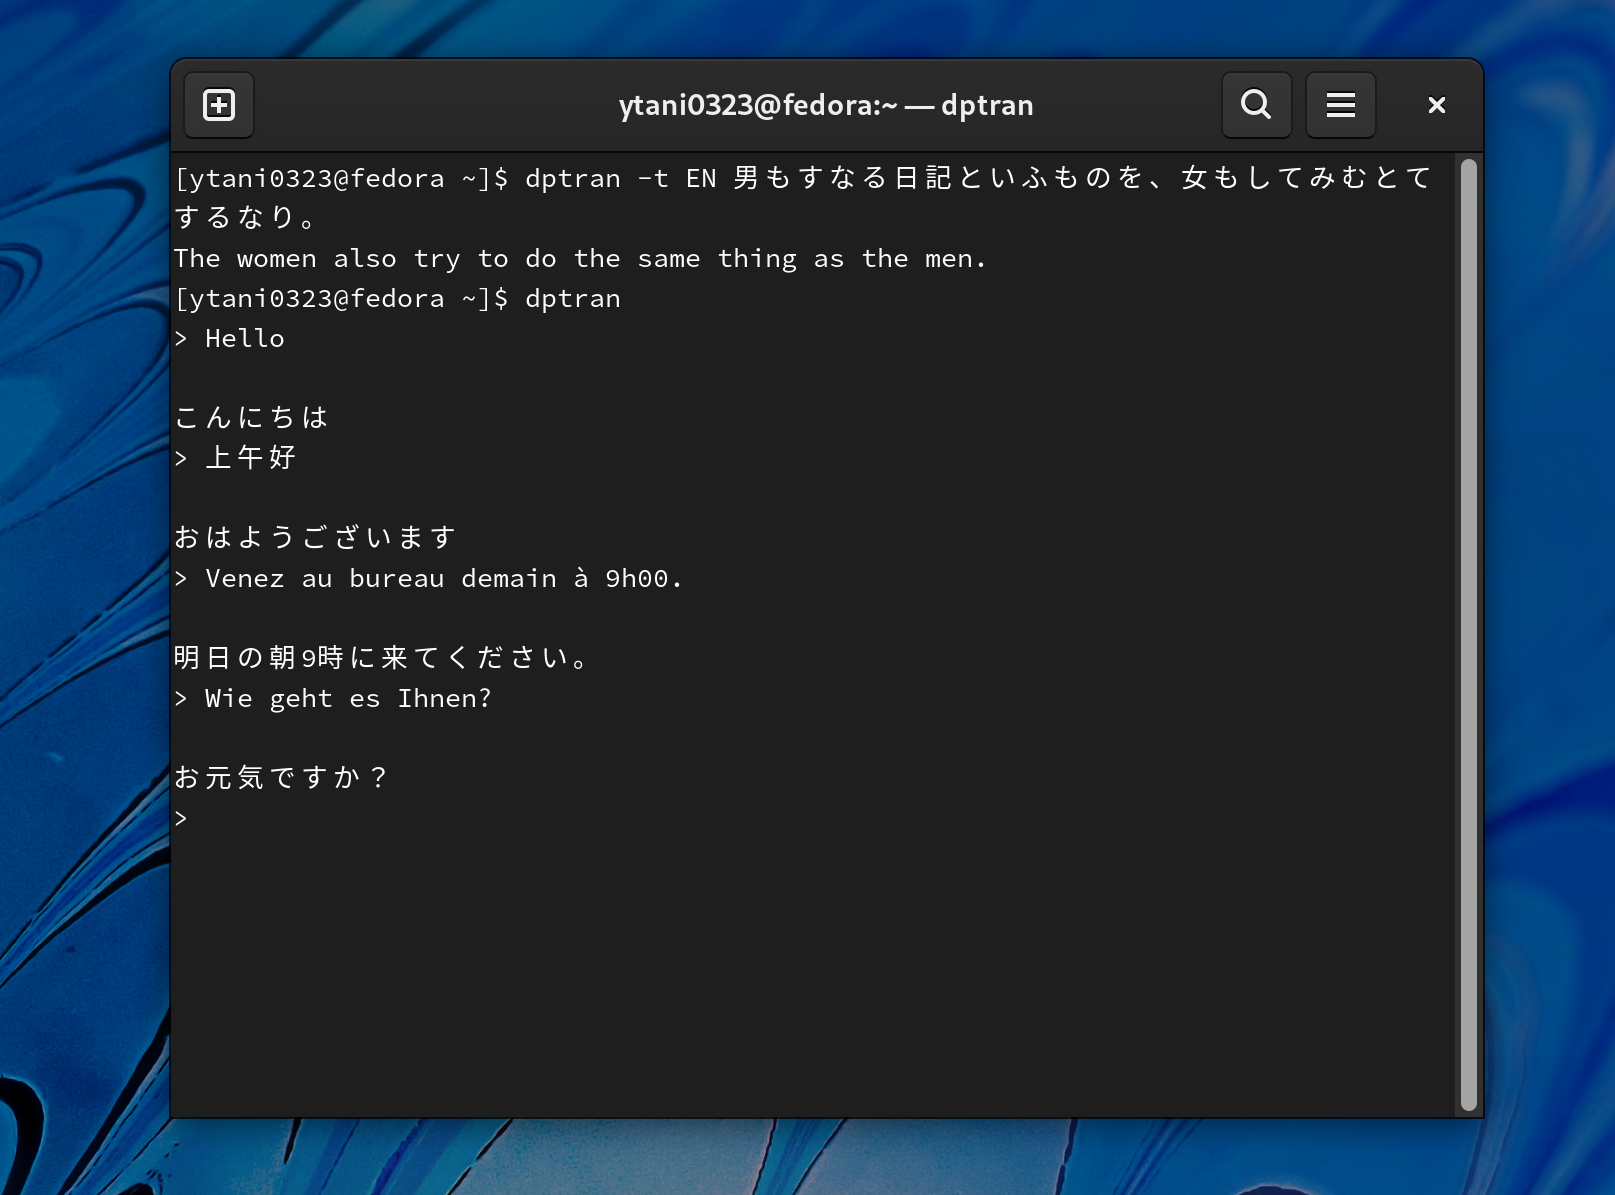 ytani0323@fedora:~ — dptran
[ytani0323@fedora ~]$ dptran -t EN 男もすなる日記といふものを、女もしてみむとて
するなり。
The women also try to do the same thing as the men.
[ytani0323@fedora ~]$ dptran
> Hello
こんにちは
> 上午好
おはようございます
> Venez au bureau demain à 9h00.
明日の朝9時に来てください。
> Wie geht es Ihnen?
お元気ですか？
>